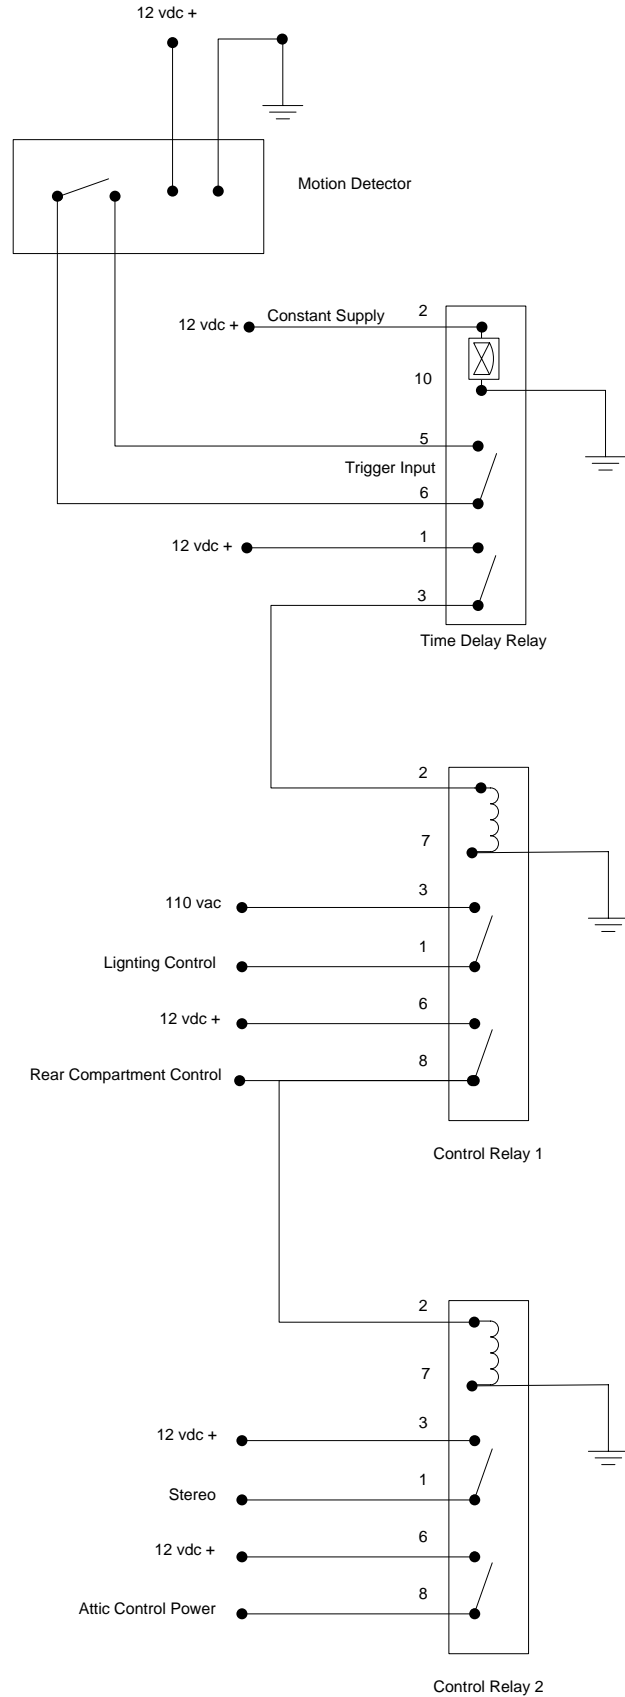 12 vdc +
Motion Detector
Constant Supply
2
12 vdc +
10
5
Trigger Input
6
1
12 vdc +
3
Time Delay Relay
2
7
3
110 vac
1
Lignting Control
6
12 vdc +
8
Rear Compartment Control
Control Relay 1
2
7
3
12 vdc +
1
Stereo
6
12 vdc +
8
Attic Control Power
Control Relay 2